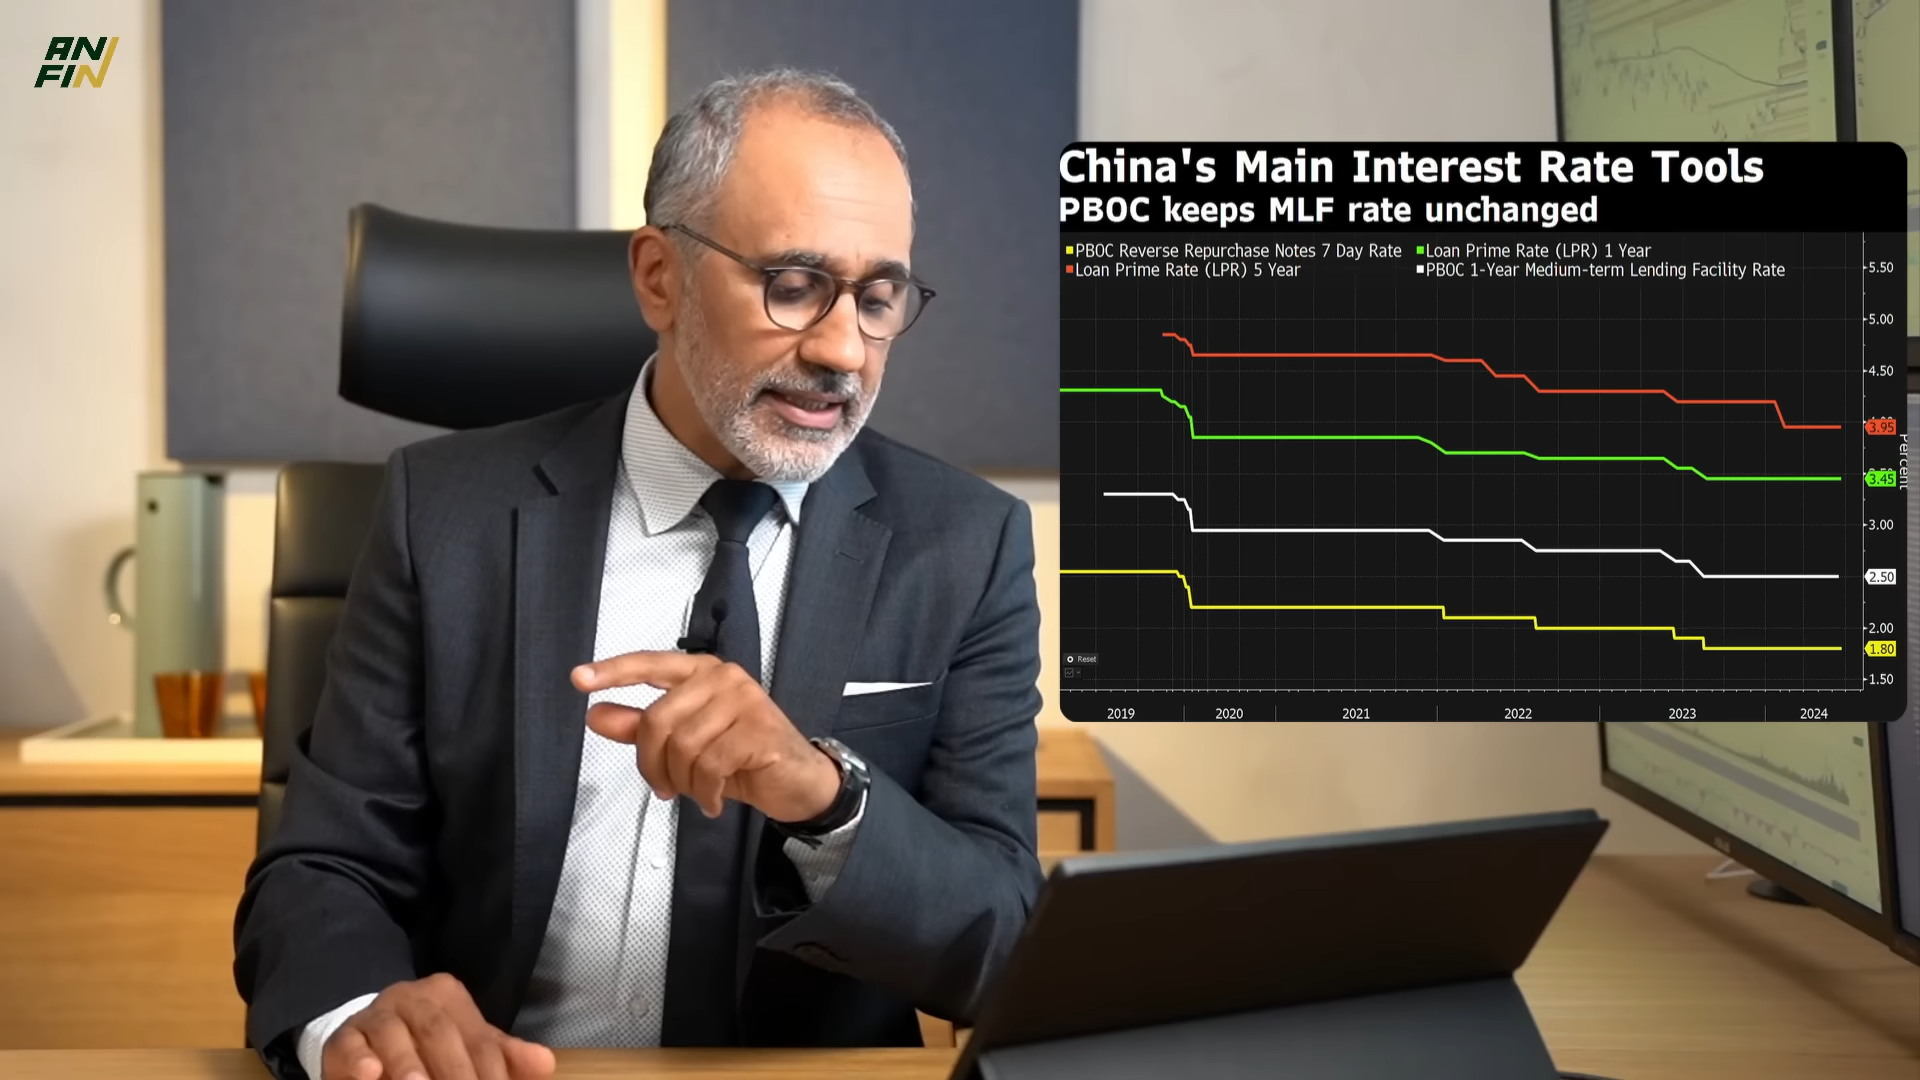 AN
FIN
China's Main Interest Rate Tools
PBOC keeps MLF rate unchanged
PBOC Reverse Repurchase Notes 7 Day Rate
Loan Prime Rate (LPR) 1 Year
Loan Prime Rate (LPR) 5 Year
PBOC 1-Year Medium-term Lending Facility Rate
5.50
5.00
4.50
3.95
3.45
3.00
2.50
2.00
1.80
1.50
Percent
Reset
2019
2020
2021
2022
2023
2024